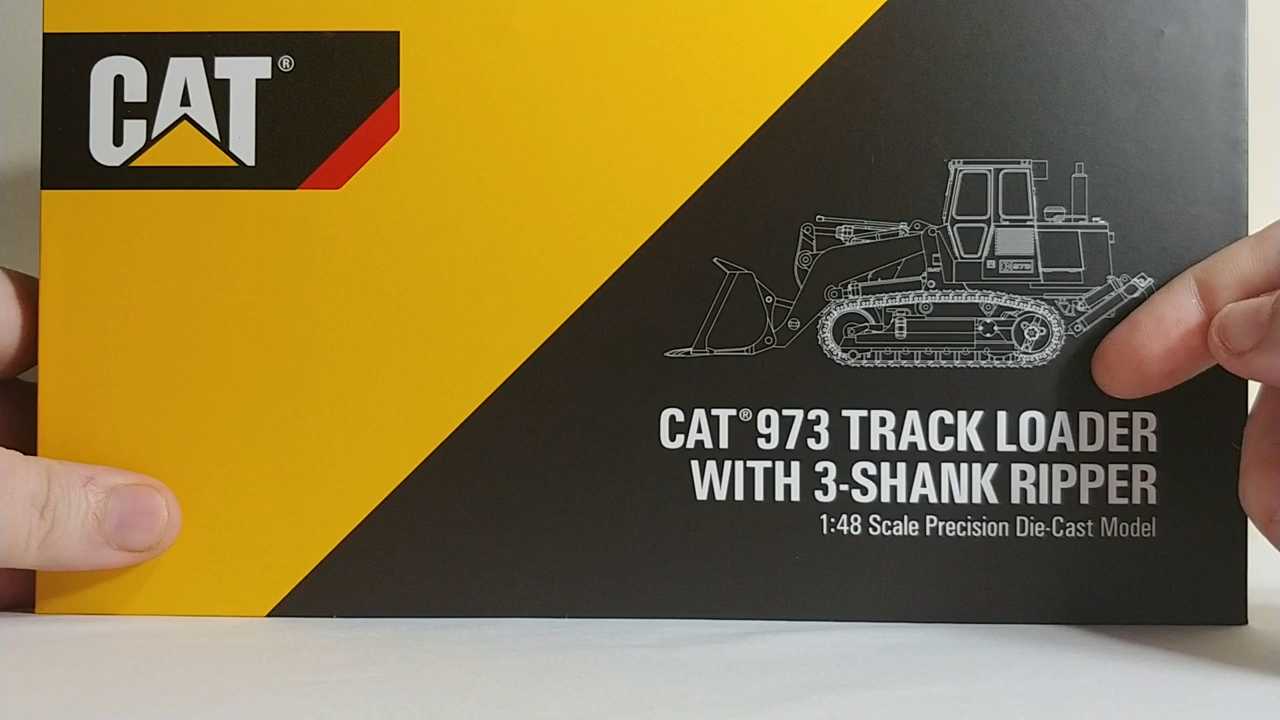 CAT®
CAT® 973 TRACK LOADER
WITH 3-SHANK RIPPER
1:48 Scale Precision Die-Cast Model